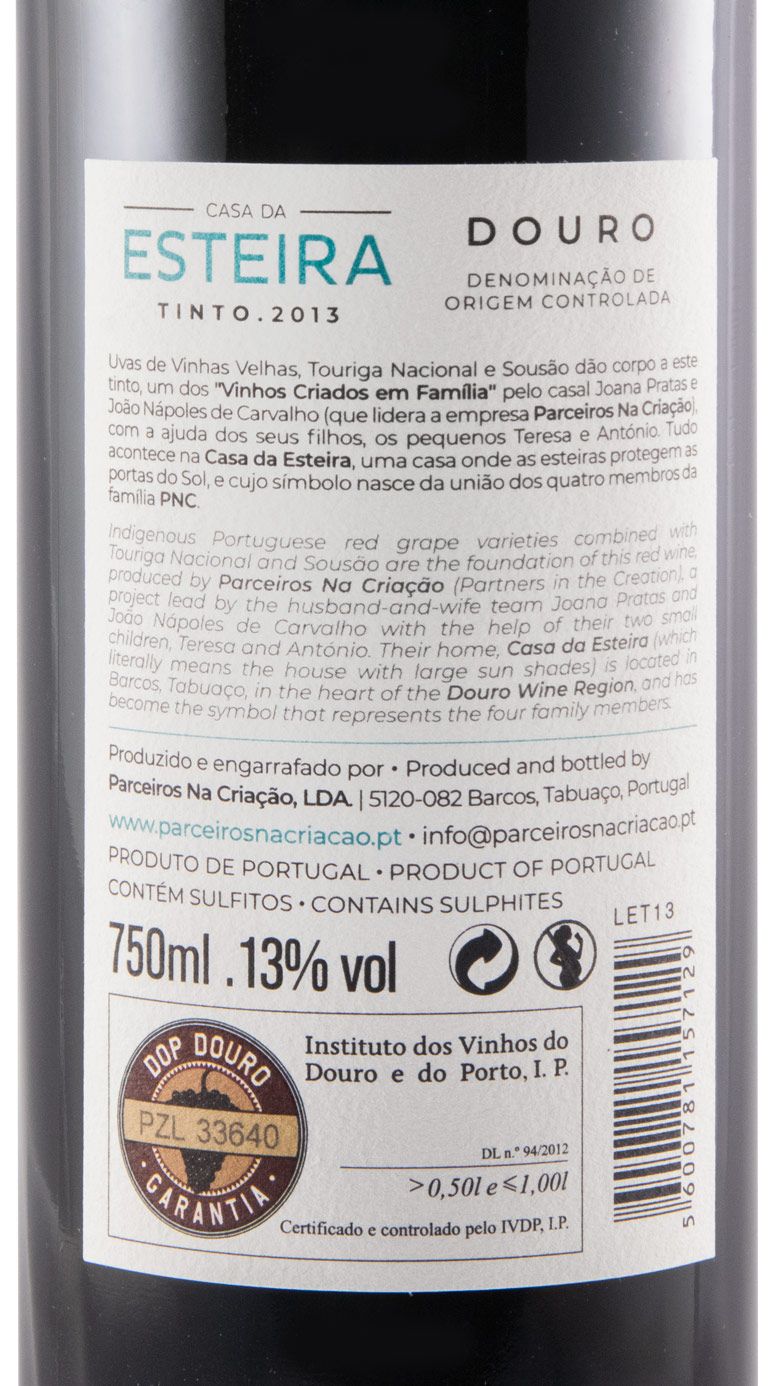 CASA DA
ESTEIRA
TINTO.2013
DOURO
DENOMINAÇÃO DE
ORIGEM CONTROLADA
Uvas de Vinhas Velhas, Touriga Nacional e Sousão dão corpo a este
tinto, um dos "Vinhos Criados em Família" pelo casal Joana Pratas e
João Nápoles de Carvalho (que lidera a empresa Parceiros Na Criação),
com a ajuda dos seus filhos, os pequenos Teresa e António. Tudo
acontece na Casa da Esteira, uma casa onde as esteiras protegem as
portas do Sol, e cujo símbolo nasce da união dos quatro membros da
família PNC.
Indigenous Portuguese red grape varieties combined with
Touriga Nacional and Sousão are the foundation of this red wine,
produced by Parceiros Na Criação (Partners in the Creation), a
project lead by the husband-and-wife team Joana Pratas and
João Nápoles de Carvalho with the help of their two small
children, Teresa and António. Their home, Casa da Esteira (which
literally means the house with large sun shades) is located in
Barcos, Tabuaço, in the heart of the Douro Wine Region, and has
become the symbol that represents the four family members.
Produzido e engarrafado por • Produced and bottled by
Parceiros Na Criação, LDA. | 5120-082 Barcos, Tabuaço, Portugal
www.parceirosnacriacao.pt • info@parceirosnacriacao.pt
PRODUTO DE PORTUGAL • PRODUCT OF PORTUGAL
CONTÉM SULFITOS • CONTAINS SULPHITES
750ml .13% vol
LET13
5600781157129
DOP DOURO
PZL 33640
• GARANTIA •
Instituto dos Vinhos do
Douro e do Porto, I. P.
DL n.º 94/2012
>0,50l e ≤1,00l
Certificado e controlado pelo IVDP, I.P.